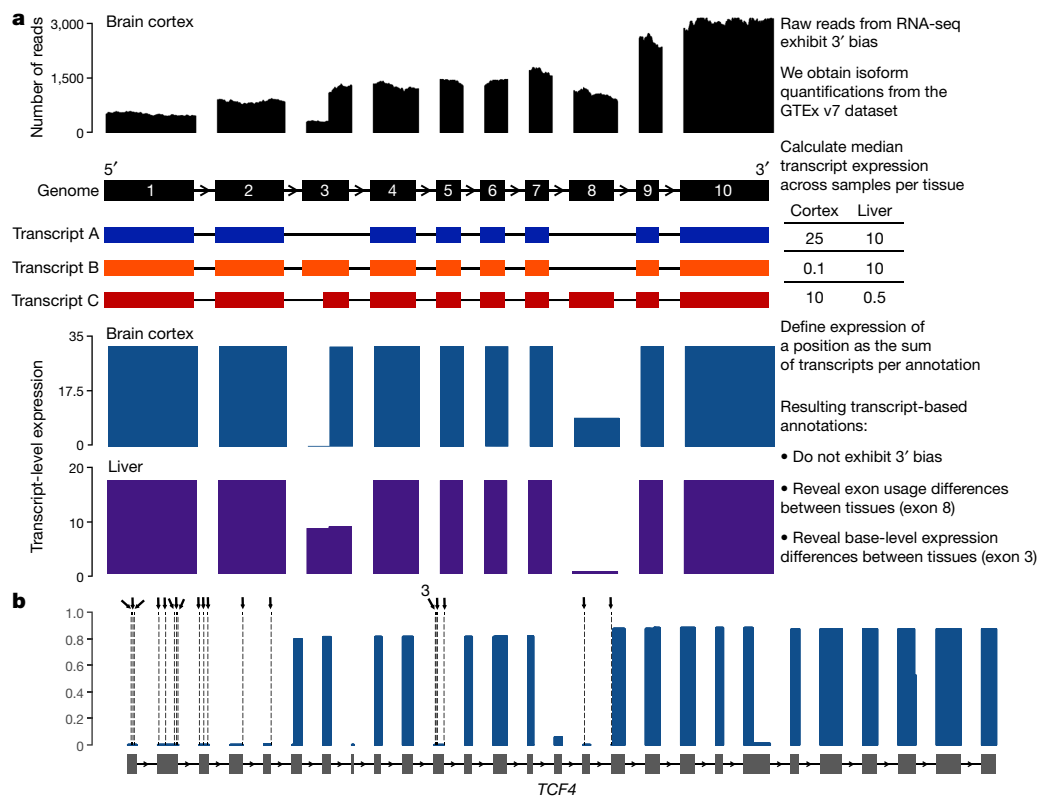 a
Brain cortex
Number of reads
3,000
1,500
0
Raw reads from RNA-seq
exhibit 3′ bias
We obtain isoform
quantifications from the
GTEx v7 dataset
5′
3′
Genome
1 2 3 4 5 6 7 8 9 10
Transcript A
Transcript B
Transcript C
Calculate median
transcript expression
across samples per tissue
Cortex Liver
25 10
0.1 10
10 0.5
Transcript-level expression
Brain cortex
35
17.5
0
Liver
20
10
0
Define expression of
a position as the sum
of transcripts per annotation
Resulting transcript-based
annotations:
• Do not exhibit 3′ bias
• Reveal exon usage differences
between tissues (exon 8)
• Reveal base-level expression
differences between tissues (exon 3)
b
3
1.0
0.8
0.6
0.4
0.2
0
TCF4